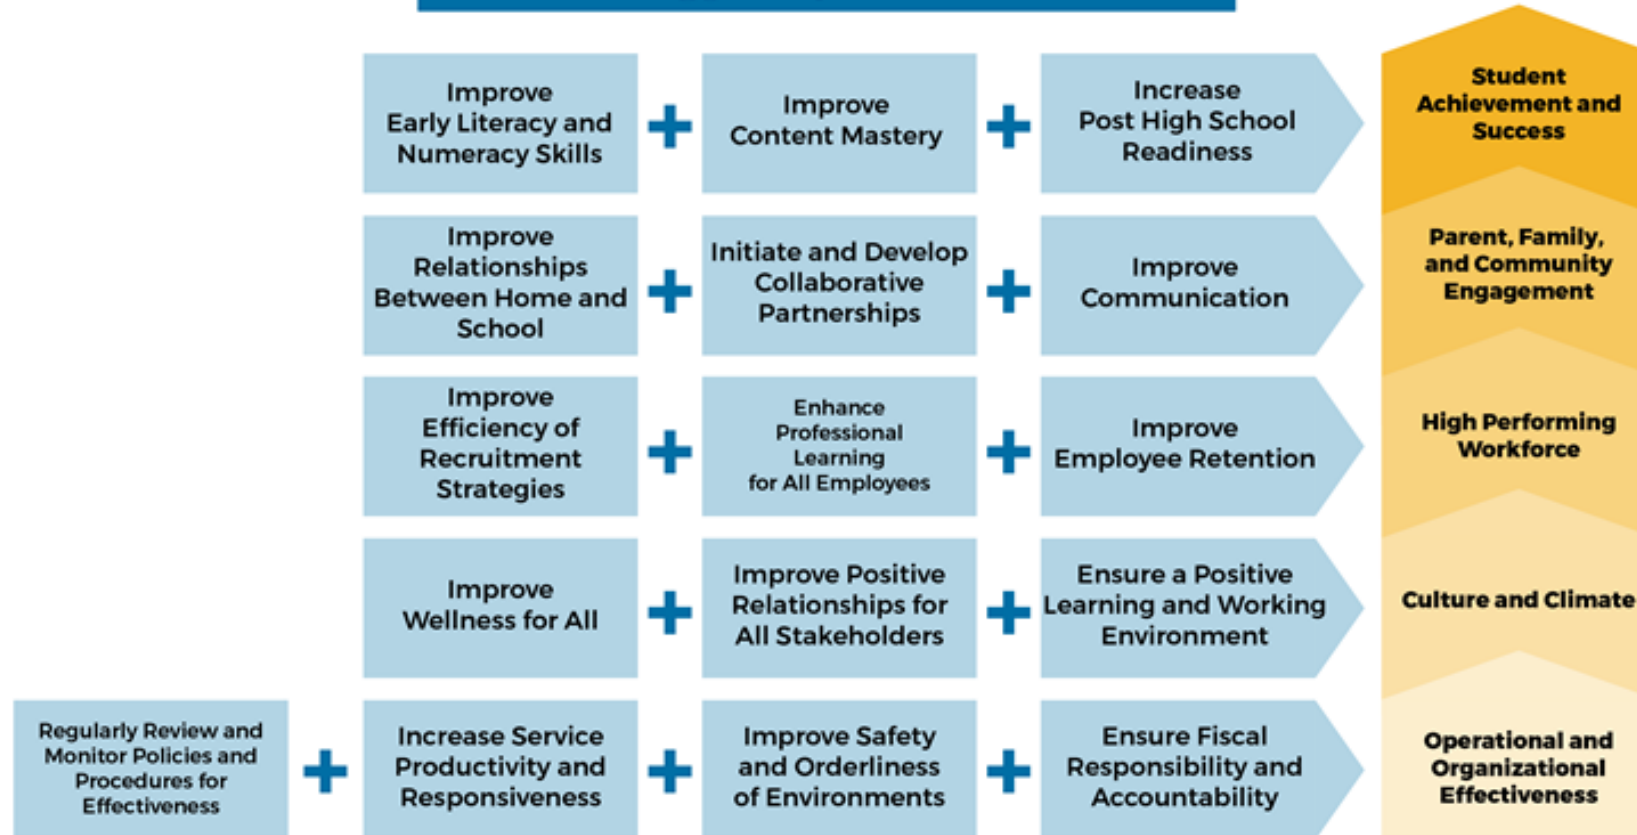 Improve
Early Literacy and
Numeracy Skills
Improve
Content Mastery
Increase
Post High School
Readiness
Student
Achievement and
Success
Improve
Relationships
Between Home and
School
Initiate and Develop
Collaborative
Partnerships
Improve
Communication
Parent, Family,
and Community
Engagement
Improve
Efficiency of
Recruitment
Strategies
Enhance
Professional
Learning
for All Employees
Improve
Employee Retention
High Performing
Workforce
Improve
Wellness for All
Improve Positive
Relationships for
All Stakeholders
Ensure a Positive
Learning and Working
Environment
Culture and Climate
Regularly Review and
Monitor Policies and
Procedures for
Effectiveness
Increase Service
Productivity and
Responsiveness
Improve Safety
and Orderliness
of Environments
Ensure Fiscal
Responsibility and
Accountability
Operational and
Organizational
Effectiveness